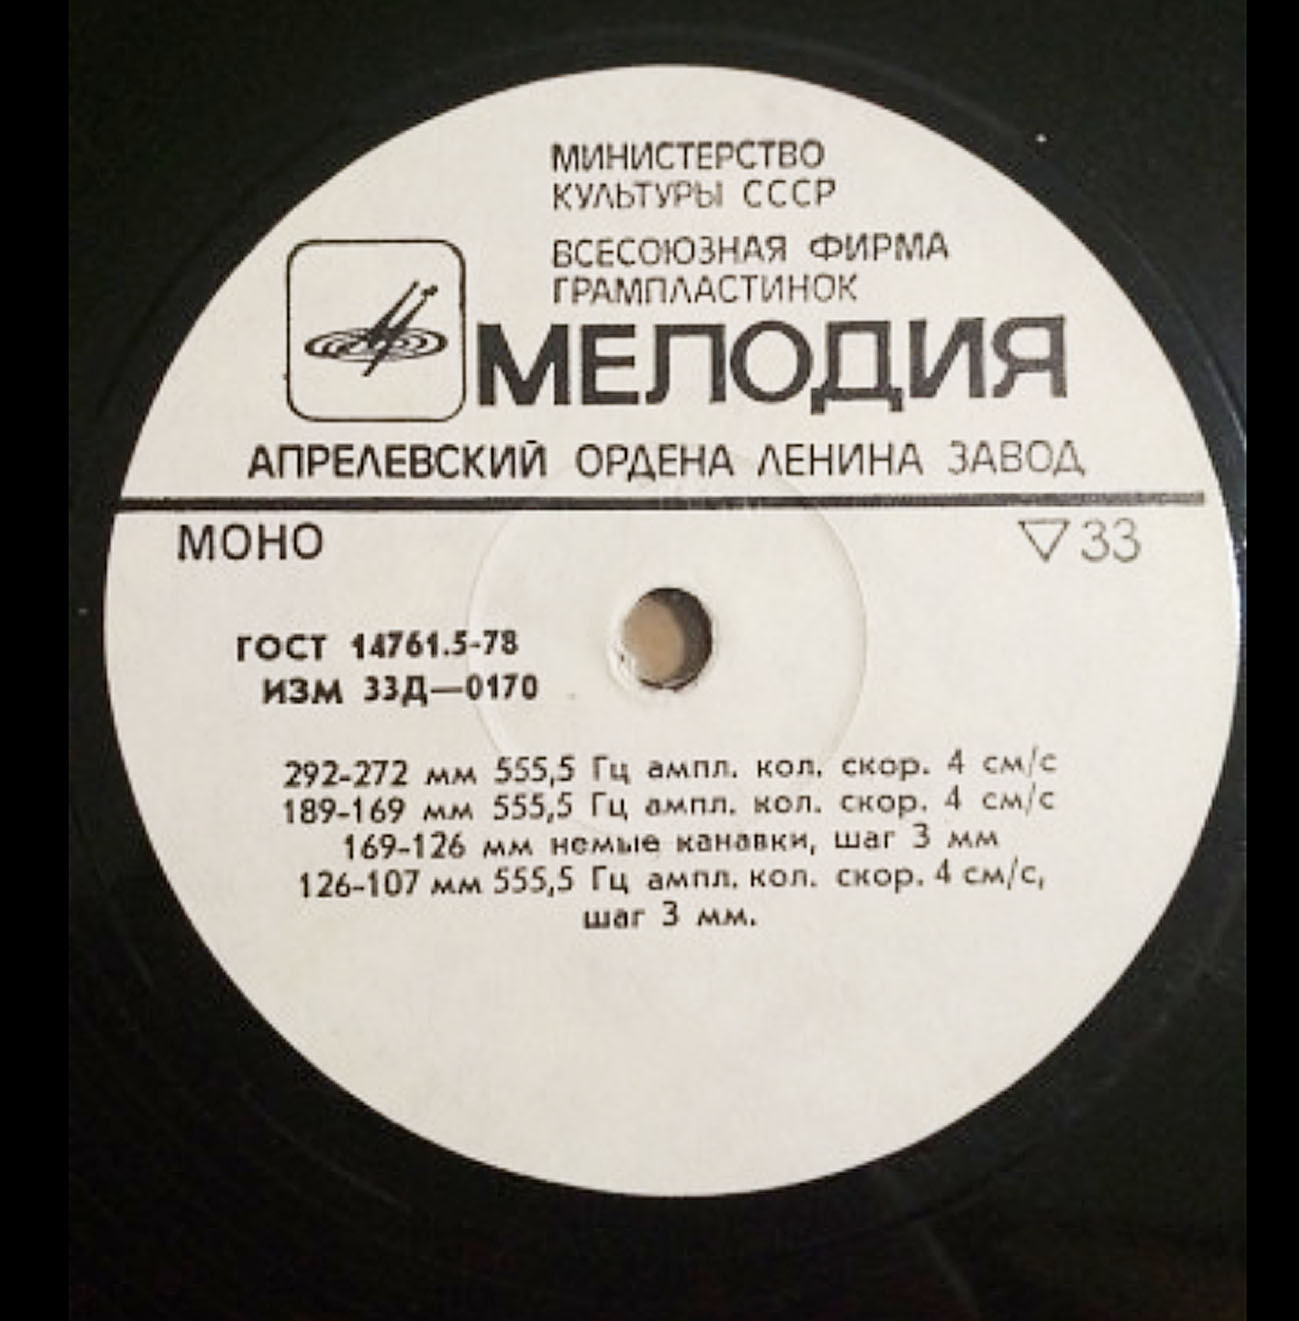 МИНИСТЕРСТВО
КУЛЬТУРЫ СССР
ВСЕСОЮЗНАЯ ФИРМА
ГРАМПЛАСТИНОК
МЕЛОДИЯ
АПРЕЛЕВСКИЙ ОРДЕНА ЛЕНИНА ЗАВОД
МОНО ▽33
ГОСТ 14761.5-78
ИЗМ 33Д—0170
292-272 мм 555,5 Гц ампл. кол. скор. 4 см/с
189-169 мм 555,5 Гц ампл. кол. скор. 4 см/с
169-126 мм немые канавки, шаг 3 мм
126-107 мм 555,5 Гц ампл. кол. скор. 4 см/с,
шаг 3 мм.